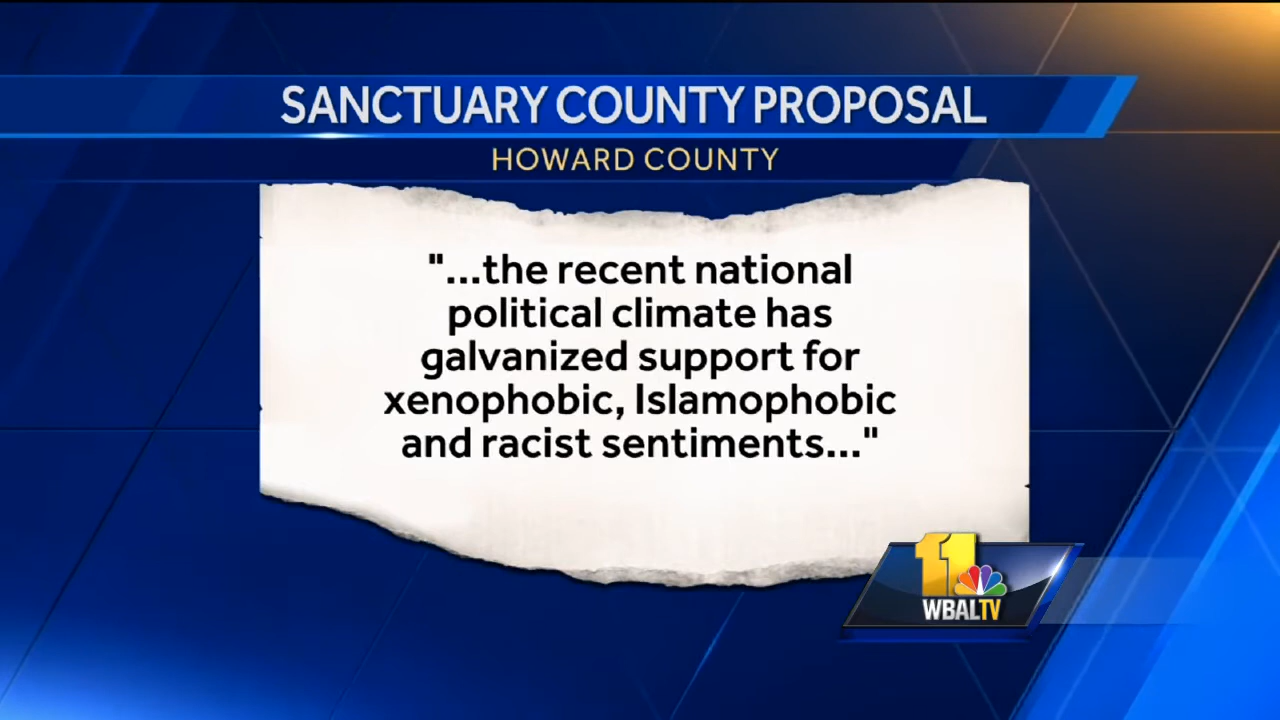 SANCTUARY COUNTY PROPOSAL
HOWARD COUNTY
"...the recent national
political climate has
galvanized support for
xenophobic, Islamophobic
and racist sentiments..."
11
WBALTV